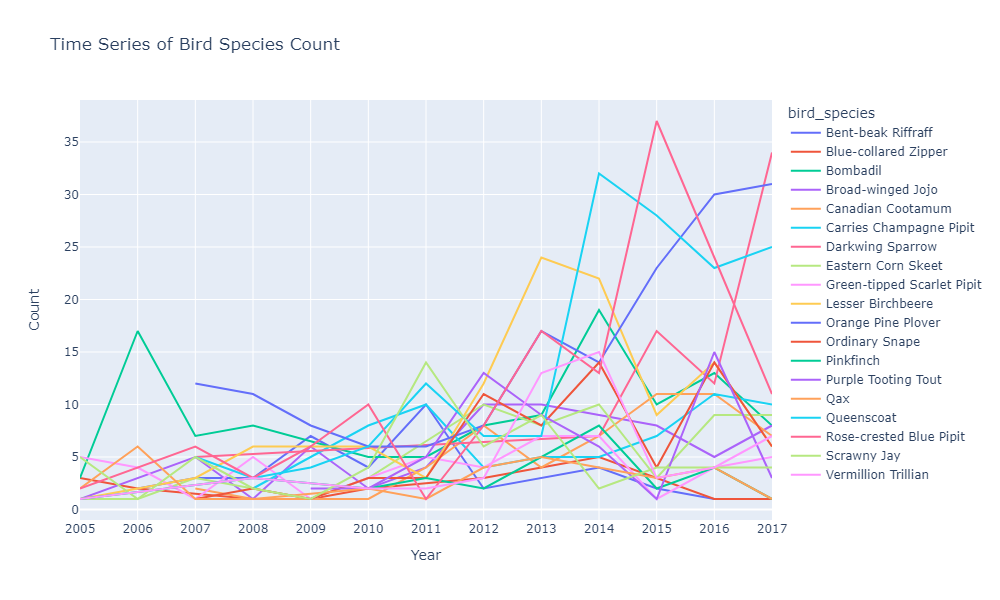 Time Series of Bird Species Count
bird_species
Bent-beak Riffraff
Blue-collared Zipper
Bombadil
Broad-winged Jojo
Canadian Cootamum
Carries Champagne Pipit
Darkwing Sparrow
Eastern Corn Skeet
Green-tipped Scarlet Pipit
Lesser Birchbeere
Orange Pine Plover
Ordinary Snape
Pinkfinch
Purple Tooting Tout
Qax
Queenscoat
Rose-crested Blue Pipit
Scrawny Jay
Vermillion Trillian
Count
35
30
25
20
15
10
5
0
2005 2006 2007 2008 2009 2010 2011 2012 2013 2014 2015 2016 2017
Year